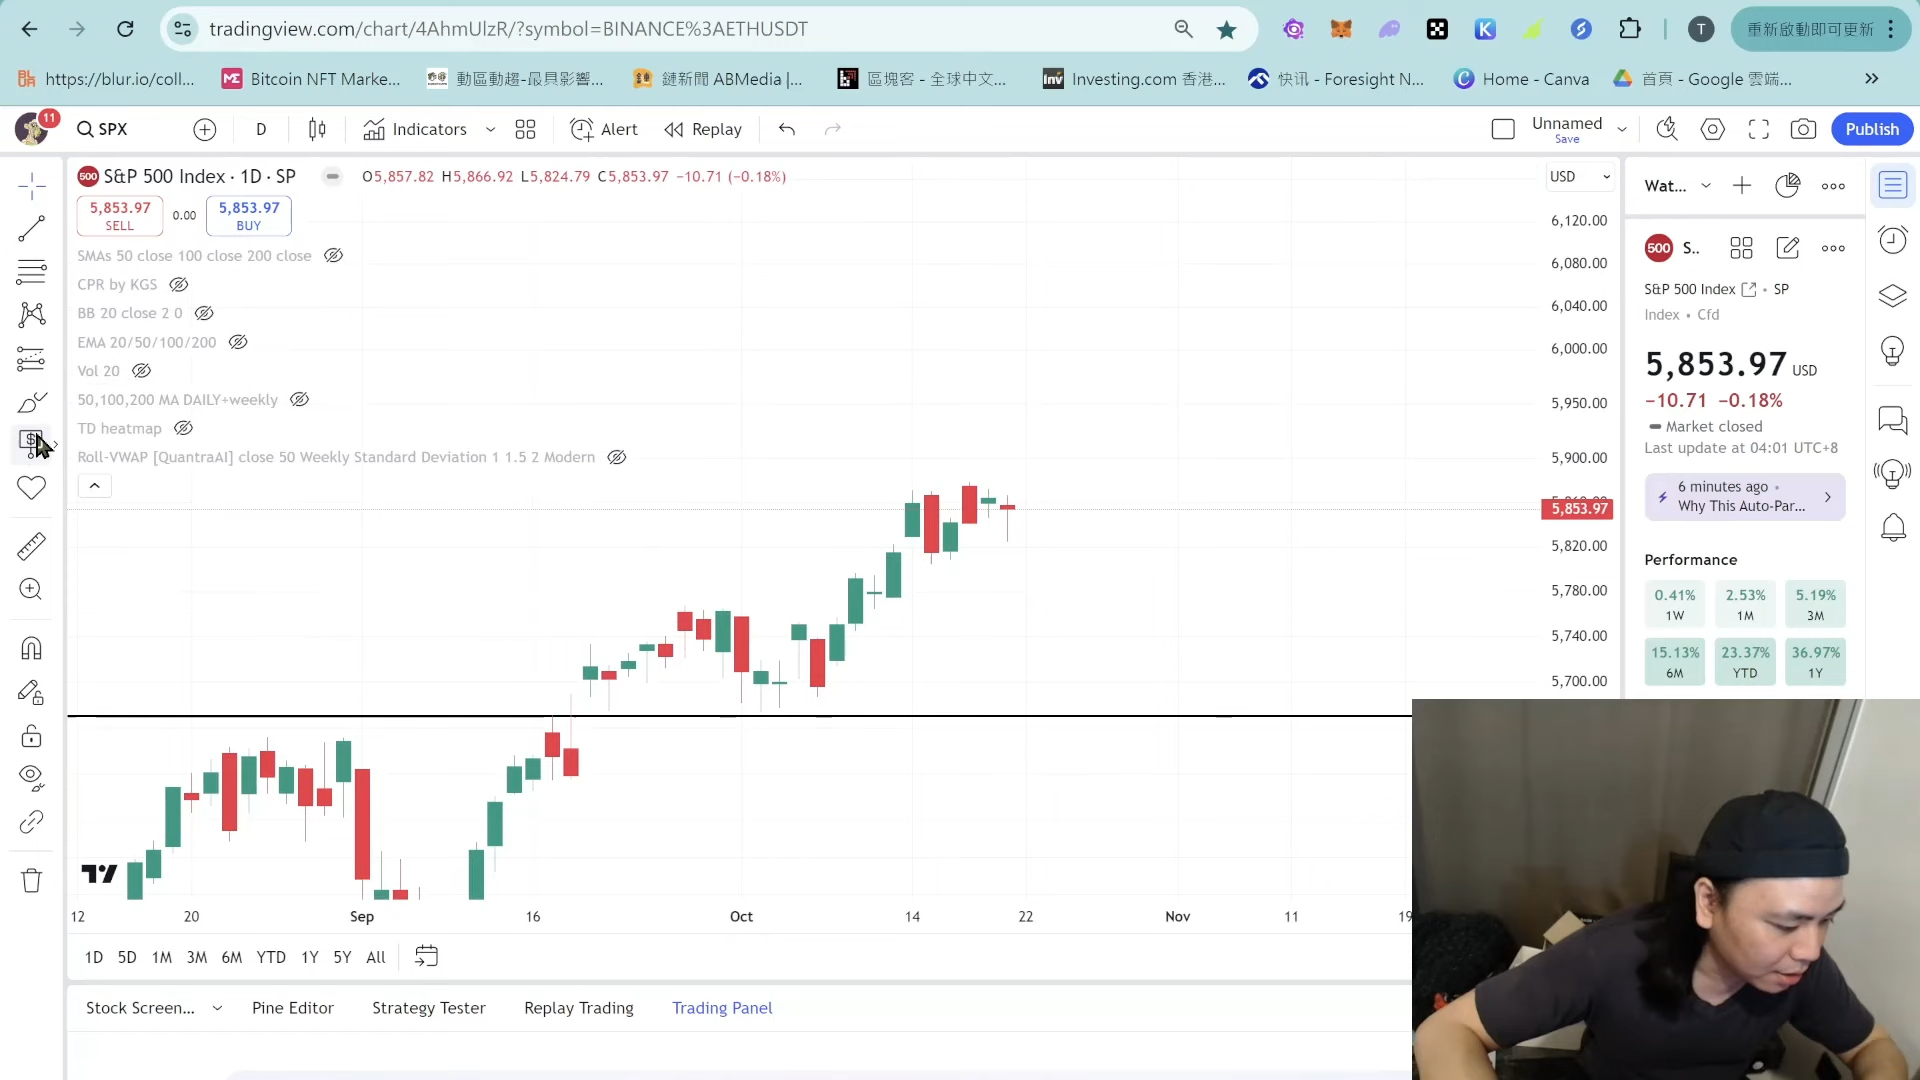 tradingview.com/chart/4AhmUlzR/?symbol=BINANCE%3AETHUSDT
T
重新啟動即可更新
https://blur.io/coll...
Bitcoin NFT Marke...
動區動趨-最具影響...
鏈新聞 ABMedia |...
區塊客 - 全球中文...
Investing.com 香港...
快讯 - Foresight N...
Home - Canva
首頁 - Google 雲端...
11
SPX
D
Indicators
Alert
Replay
Unnamed
Save
Publish
500 S&P 500 Index · 1D · SP
O5,857.82 H5,866.92 L5,824.79 C5,853.97 −10.71 (−0.18%)
5,853.97
SELL
0.00
5,853.97
BUY
SMAs 50 close 100 close 200 close
CPR by KGS
BB 20 close 2 0
EMA 20/50/100/200
Vol 20
50,100,200 MA DAILY+weekly
TD heatmap
Roll-VWAP [QuantraAI] close 50 Weekly Standard Deviation 1 1.5 2 Modern
USD
6,120.00
6,080.00
6,040.00
6,000.00
5,950.00
5,900.00
5,853.97
5,820.00
5,780.00
5,740.00
5,700.00
12
20
Sep
16
Oct
14
22
Nov
11
19
1D
5D
1M
3M
6M
YTD
1Y
5Y
All
Stock Screen...
Pine Editor
Strategy Tester
Replay Trading
Trading Panel
Wat...
500 S..
S&P 500 Index • SP
Index • Cfd
5,853.97 USD
−10.71 −0.18%
Market closed
Last update at 04:01 UTC+8
6 minutes ago •
Why This Auto-Par...
Performance
0.41%
1W
2.53%
1M
5.19%
3M
15.13%
6M
23.37%
YTD
36.97%
1Y